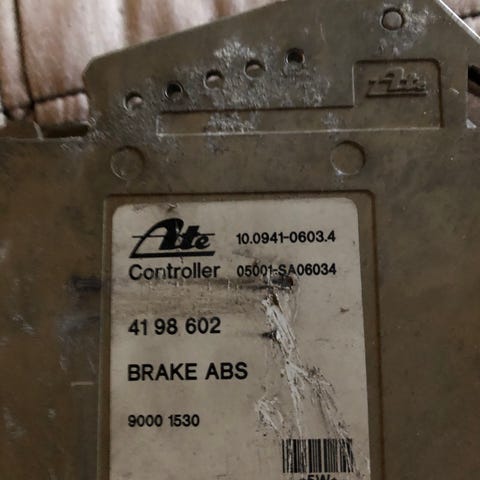 Ate
Ate 10.0941-0603.4
Controller 05001-SA06034
41 98 602
BRAKE ABS
9000 1530